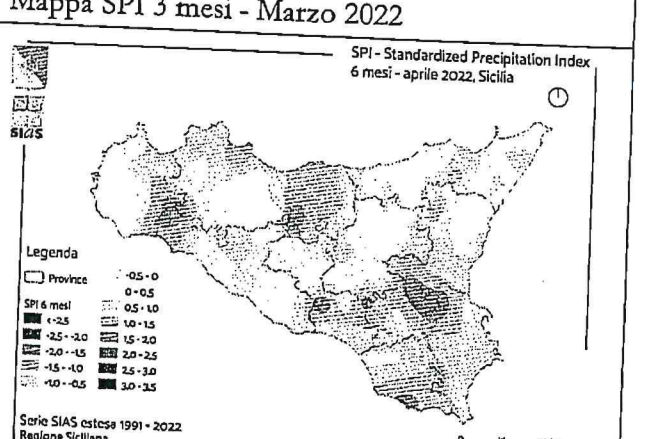 Mappa SPI 3 mesi - Marzo 2022
SPI - Standardized Precipitation Index
6 mesi - aprile 2022, Sicilia
SIAS
Legenda
Province
SPI 6 mesi
<-2.5
-2.5 - -2.0
-2.0 - -1.5
-1.5 - -1.0
-1.0 - -0.5
-0.5 - 0
0 - 0.5
0.5 - 1.0
1.0 - 1.5
1.5 - 2.0
2.0 - 2.5
2.5 - 3.0
3.0 - 3.5
Serie SIAS estesa 1991 - 2022
Regione Siciliana